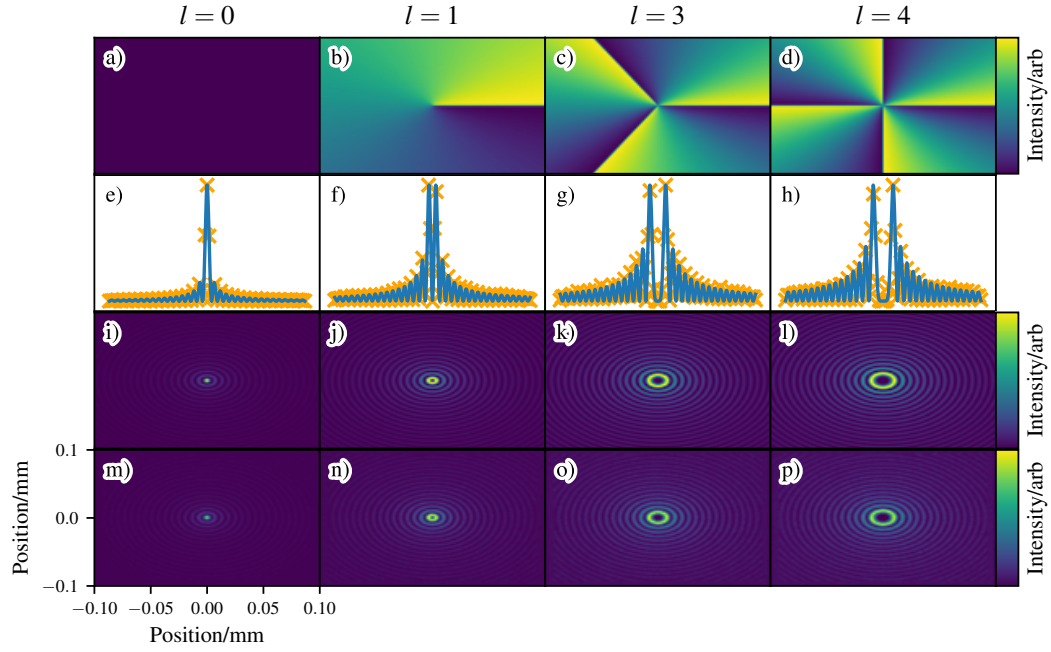 l = 0 l = 1 l = 3 l = 4
a) b) c) d)
Intensity/arb
e) f) g) h)
i) j) k) l)
Intensity/arb
m) n) o) p)
Intensity/arb
0.1
0.0
−0.1
Position/mm
−0.10 −0.05 0.00 0.05 0.10
Position/mm